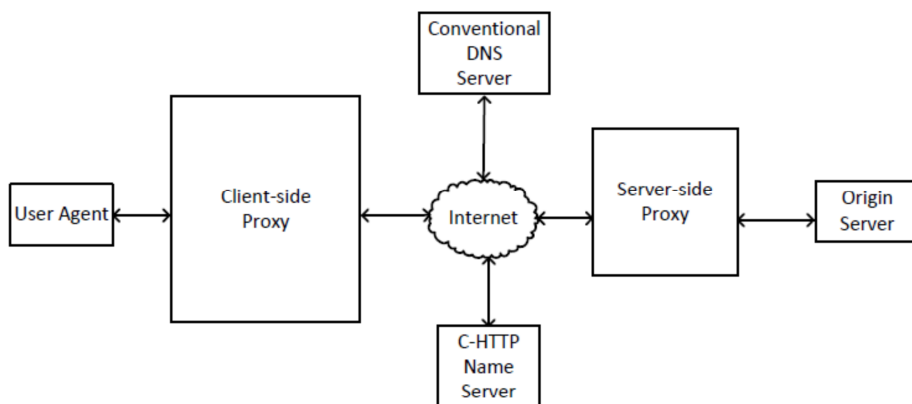 Conventional
DNS
Server
User Agent
Client-side
Proxy
Internet
Server-side
Proxy
Origin
Server
C-HTTP
Name
Server